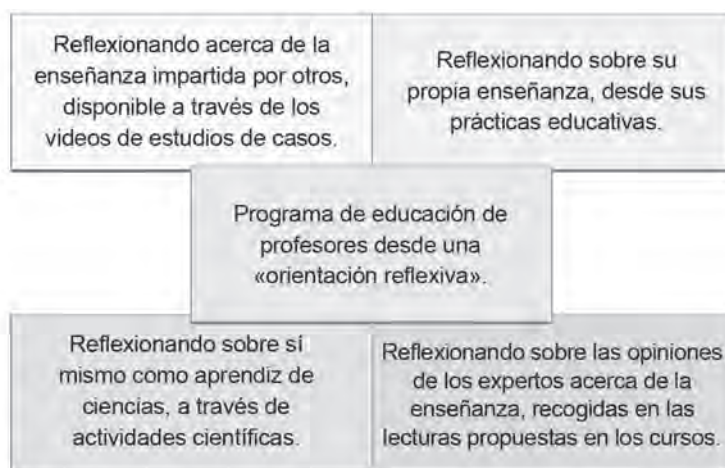 Reflexionando acerca de la
enseñanza impartida por otros,
disponible a través de los
videos de estudios de casos.
Reflexionando sobre su
propia enseñanza, desde sus
prácticas educativas.
Programa de educación de
profesores desde una
«orientación reflexiva».
Reflexionando sobre sí
mismo como aprendiz de
ciencias, a través de
actividades científicas.
Reflexionando sobre las opiniones
de los expertos acerca de la
enseñanza, recogidas en las
lecturas propuestas en los cursos.